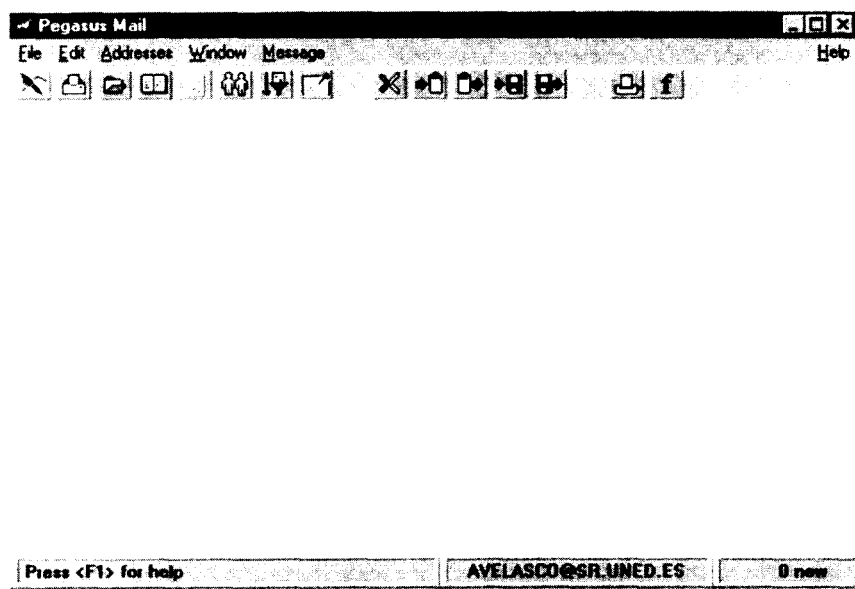 Pegasus Mail
File Edit Addresses Window Message Help
f
Press <F1> for help AVELASCO@SR.UNED.ES 0 new